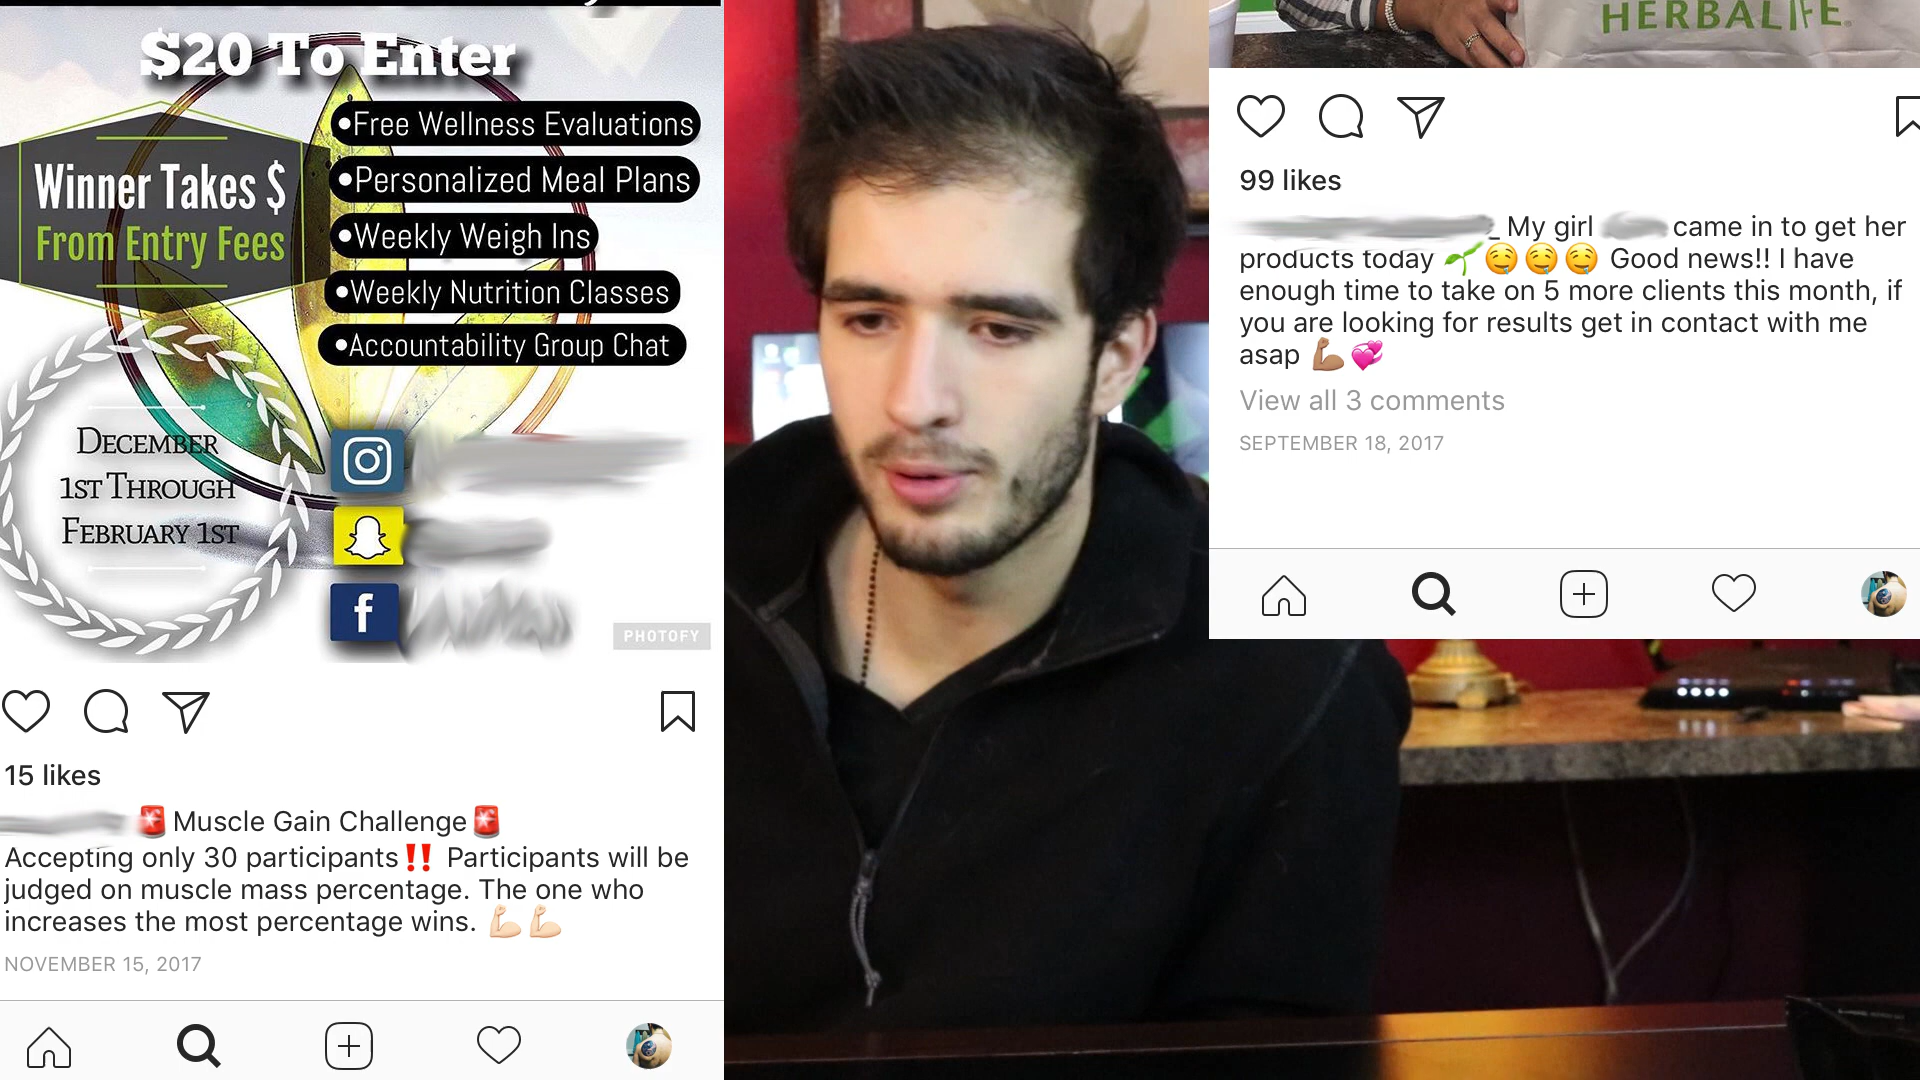 $20 To Enter
Winner Takes $
From Entry Fees
•Free Wellness Evaluations
•Personalized Meal Plans
•Weekly Weigh Ins
•Weekly Nutrition Classes
•Accountability Group Chat
DECEMBER
1ST THROUGH
FEBRUARY 1ST
f
PHOTOFY
15 likes
🚨 Muscle Gain Challenge 🚨
Accepting only 30 participants‼️ Participants will be
judged on muscle mass percentage. The one who
increases the most percentage wins. 💪🏻💪🏻
NOVEMBER 15, 2017
HERBALIFE
99 likes
_ My girl came in to get her
products today 🌱🤤🤤🤤 Good news!! I have
enough time to take on 5 more clients this month, if
you are looking for results get in contact with me
asap 💪🏽💞
View all 3 comments
SEPTEMBER 18, 2017